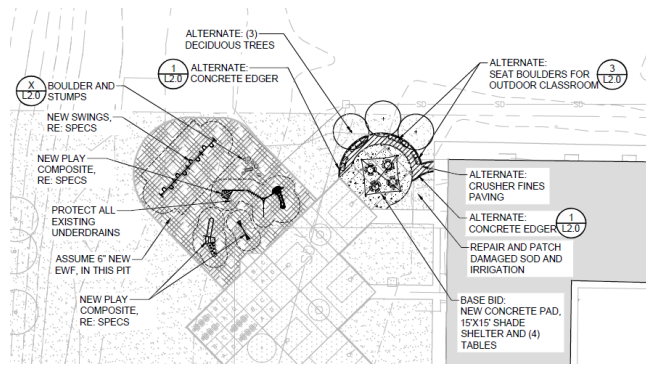 ALTERNATE: (3)
DECIDUOUS TREES
1
L2.0
ALTERNATE:
CONCRETE EDGER
ALTERNATE:
SEAT BOULDERS FOR
OUTDOOR CLASSROOM
3
L2.0
X
L2.0
BOULDER AND
STUMPS
NEW SWINGS,
RE: SPECS
NEW PLAY
COMPOSITE,
RE: SPECS
PROTECT ALL
EXISTING
UNDERDRAINS
ASSUME 6" NEW
EWF, IN THIS PIT
NEW PLAY
COMPOSITE,
RE: SPECS
SD
SD
SD
ALTERNATE:
CRUSHER FINES
PAVING
ALTERNATE:
CONCRETE EDGER
1
L2.0
REPAIR AND PATCH
DAMAGED SOD AND
IRRIGATION
BASE BID:
NEW CONCRETE PAD,
15'X15' SHADE
SHELTER AND (4)
TABLES